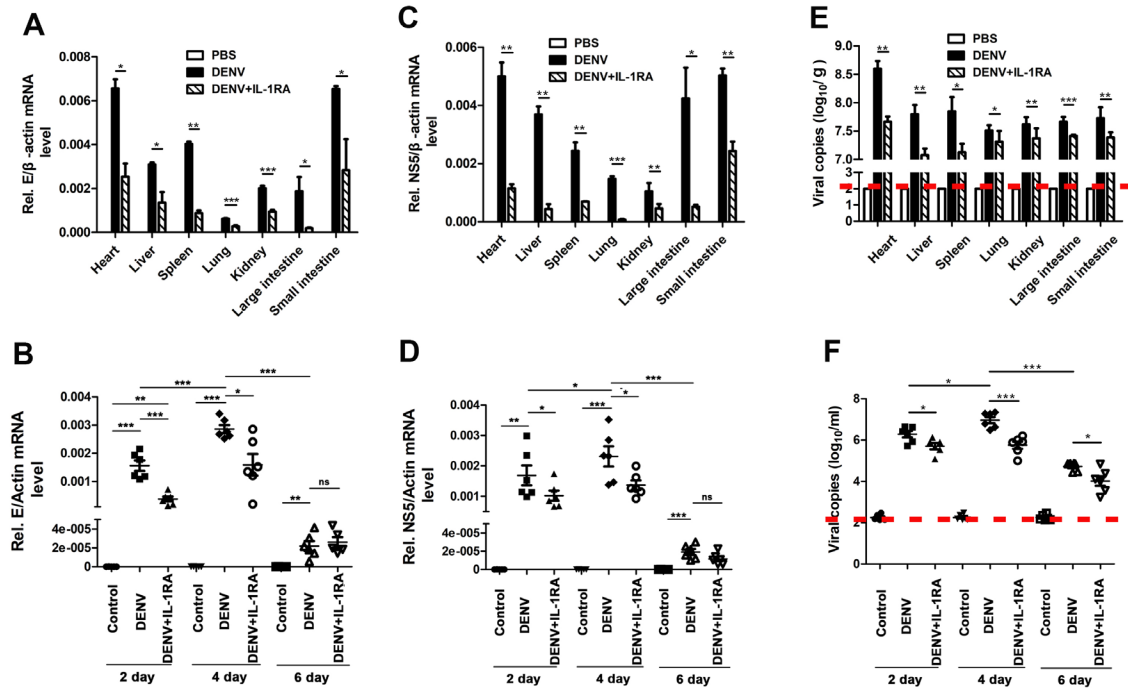 A
PBS
DENV
DENV+IL-1RA
Rel. E/β -actin mRNA
level
0.008
0.006
0.004
0.002
0.000
* * ** *** *** * *
Heart
Liver
Spleen
Lung
Kidney
Large intestine
Small intestine
C
PBS
DENV
DENV+IL-1RA
Rel. NS5/β-actin mRNA
level
0.006
0.004
0.002
0.000
** ** ** *** ** * **
Heart
Liver
Spleen
Lung
Kidney
Large intestine
Small intestine
E
PBS
DENV
DENV+IL-1RA
Viral copies (log10/ g)
9.0
8.5
8.0
7.5
7.0
4
3
2
1
0
** ** * * ** *** **
Heart
Liver
Spleen
Lung
Kidney
Large intestine
Small intestine
B
Rel. E/Actin mRNA
level
0.004
0.003
0.002
0.001
4e-005
2e-005
0
*** ***
** *** *
*** ns
***
**
Control
DENV
DENV+IL-1RA
Control
DENV
DENV+IL-1RA
Control
DENV
DENV+IL-1RA
2 day
4 day
6 day
D
Rel. NS5/Actin mRNA
level
0.004
0.003
0.002
0.001
4e-005
2e-005
0
* ***
*** *
** *
ns
***
Control
DENV
DENV+IL-1RA
Control
DENV
DENV+IL-1RA
Control
DENV
DENV+IL-1RA
2 day
4 day
6 day
F
Viral copies (log10/ml)
8
6
4
2
0
***
*
***
*
*
Control
DENV
DENV+IL-1RA
Control
DENV
DENV+IL-1RA
Control
DENV
DENV+IL-1RA
2 day
4 day
6 day